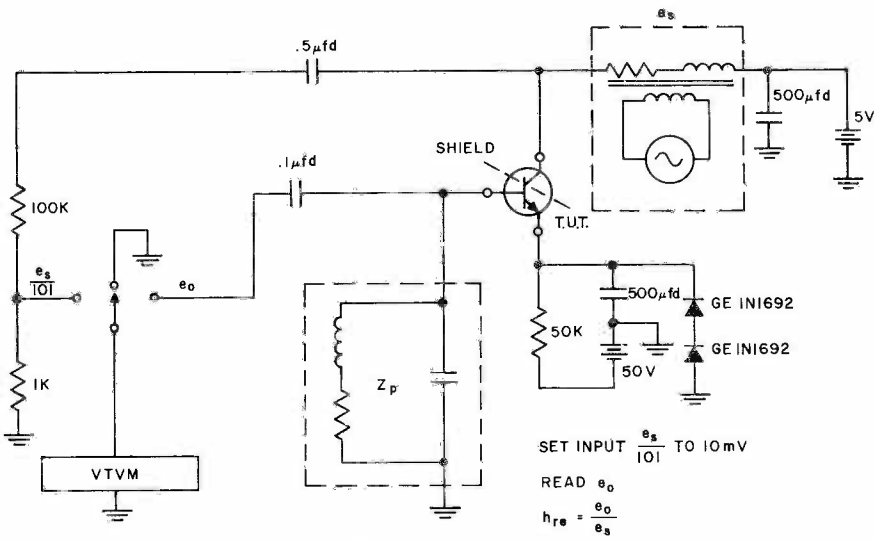 e_s
.5μfd
500μfd
5V
SHIELD
.1μfd
T.U.T.
100K
e_s/101
e_o
500μfd
GE IN1692
50K
GE IN1692
50V
Z_p
1K
VTVM
SET INPUT e_s/101 TO 10mV
READ e_o
h_re = e_o/e_s